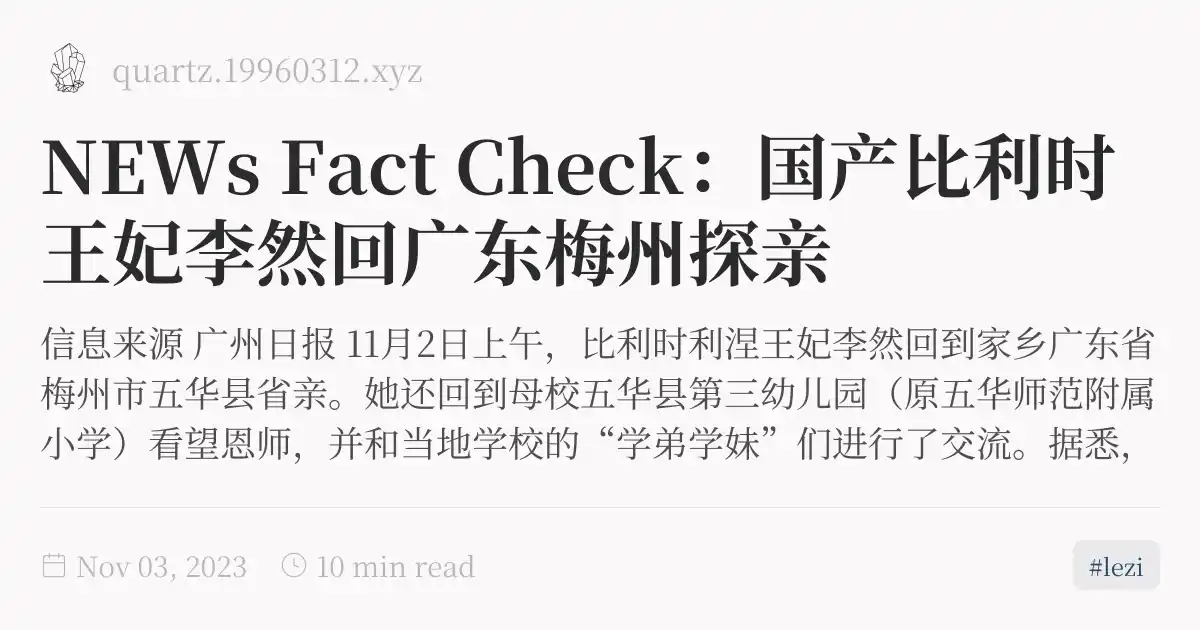 quartz.19960312.xyz
NEWs Fact Check：国产比利时
王妃李然回广东梅州探亲
信息来源 广州日报 11月2日上午，比利时利涅王妃李然回到家乡广东省
梅州市五华县省亲。她还回到母校五华县第三幼儿园（原五华师范附属
小学）看望恩师，并和当地学校的“学弟学妹”们进行了交流。据悉，
Nov 03, 2023 10 min read #lezi